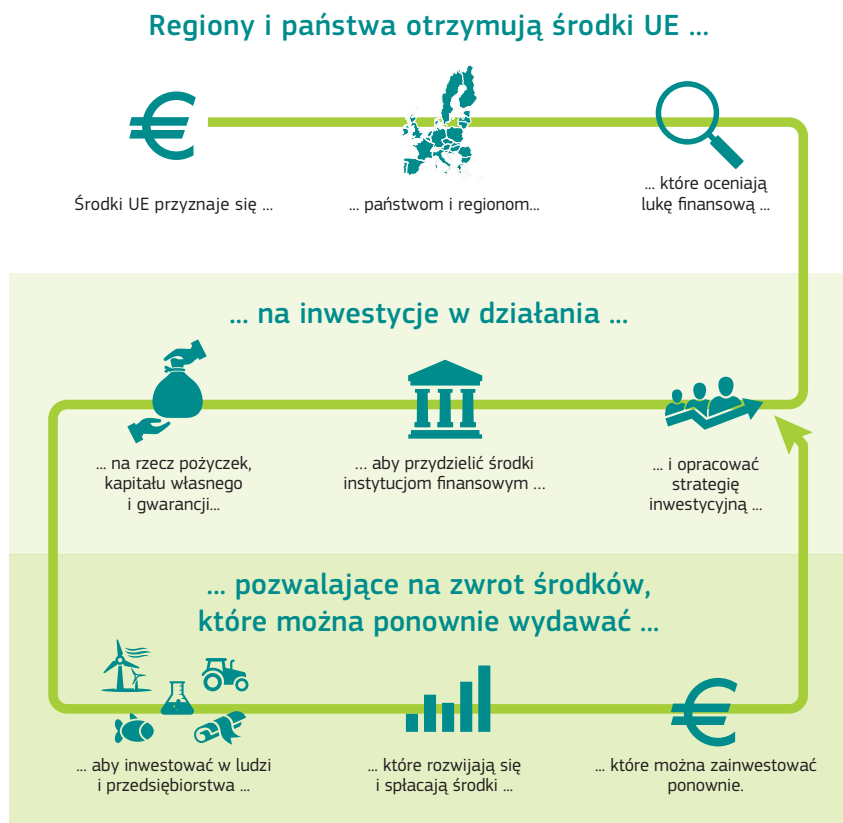 Regiony i państwa otrzymują środki UE ...
Środki UE przyznaje się ...
... państwom i regionom...
... które oceniają
lukę finansową ...
... na inwestycje w działania ...
... na rzecz pożyczek,
kapitału własnego
i gwarancji...
... aby przydzielić środki
instytucjom finansowym ...
... i opracować
strategię
inwestycyjną ...
... pozwalające na zwrot środków,
które można ponownie wydawać ...
... aby inwestować w ludzi
i przedsiębiorstwa ...
... które rozwijają się
i spłacają środki ...
... które można zainwestować
ponownie.